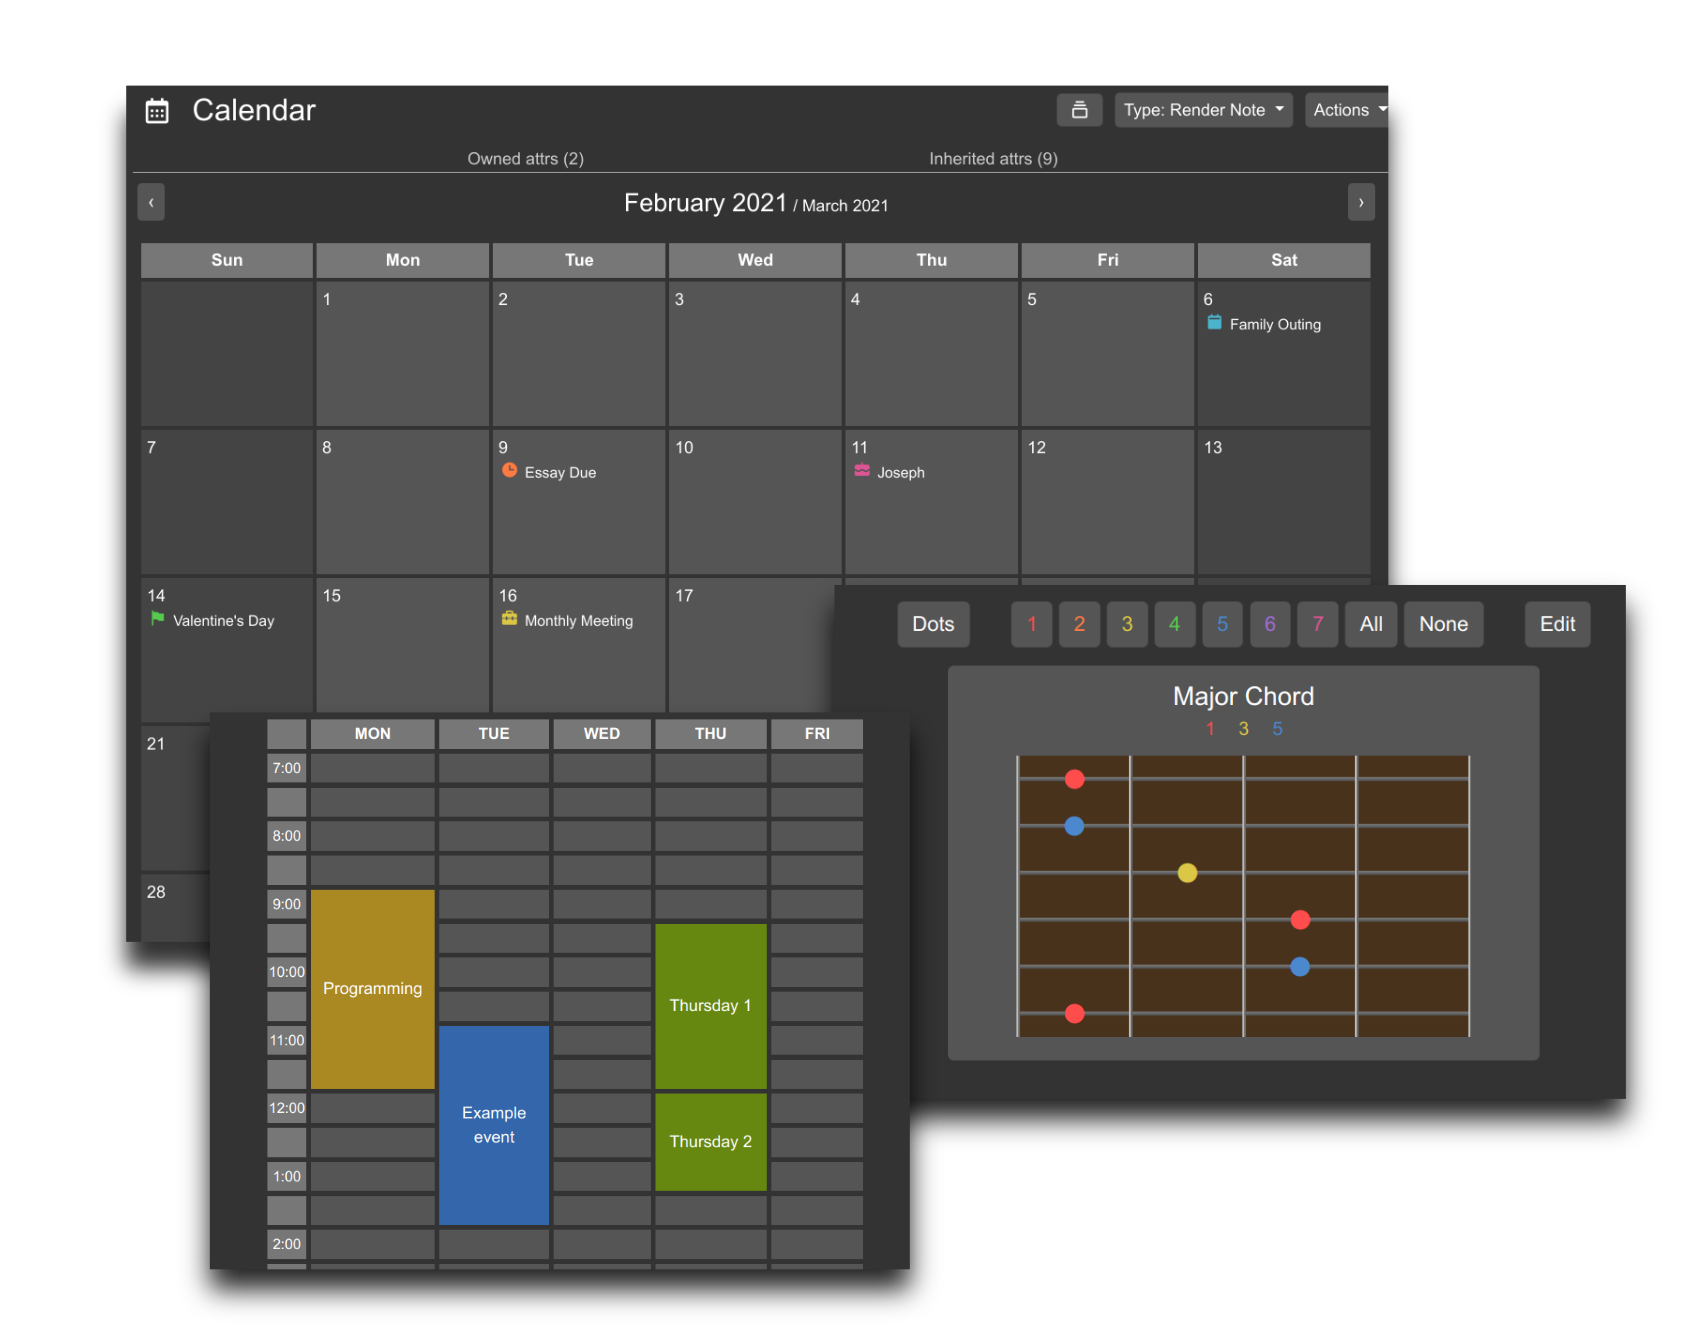 Calendar
Type: Render Note
Actions
Owned attrs (2)
Inherited attrs (9)
‹
February 2021 / March 2021
›
Sun Mon Tue Wed Thu Fri Sat
1 2 3 4 5 6
Family Outing
7 8 9 10 11 12 13
Essay Due
Joseph
14 15 16 17
Valentine's Day
Monthly Meeting
21
28
Dots 1 2 3 4 5 6 7 All None Edit
Major Chord
1 3 5
MON TUE WED THU FRI
7:00
8:00
9:00
10:00
Programming
Thursday 1
11:00
12:00
Example
event
Thursday 2
1:00
2:00